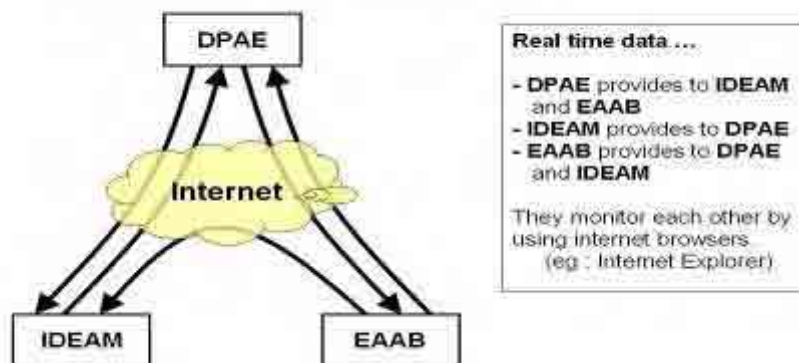 DPAE
Internet
IDEAM
EAAB
Real time data ...
- DPAE provides to IDEAM
and EAAB
- IDEAM provides to DPAE
- EAAB provides to DPAE
and IDEAM
They monitor each other by
using internet browsers
(eg : Internet Explorer)